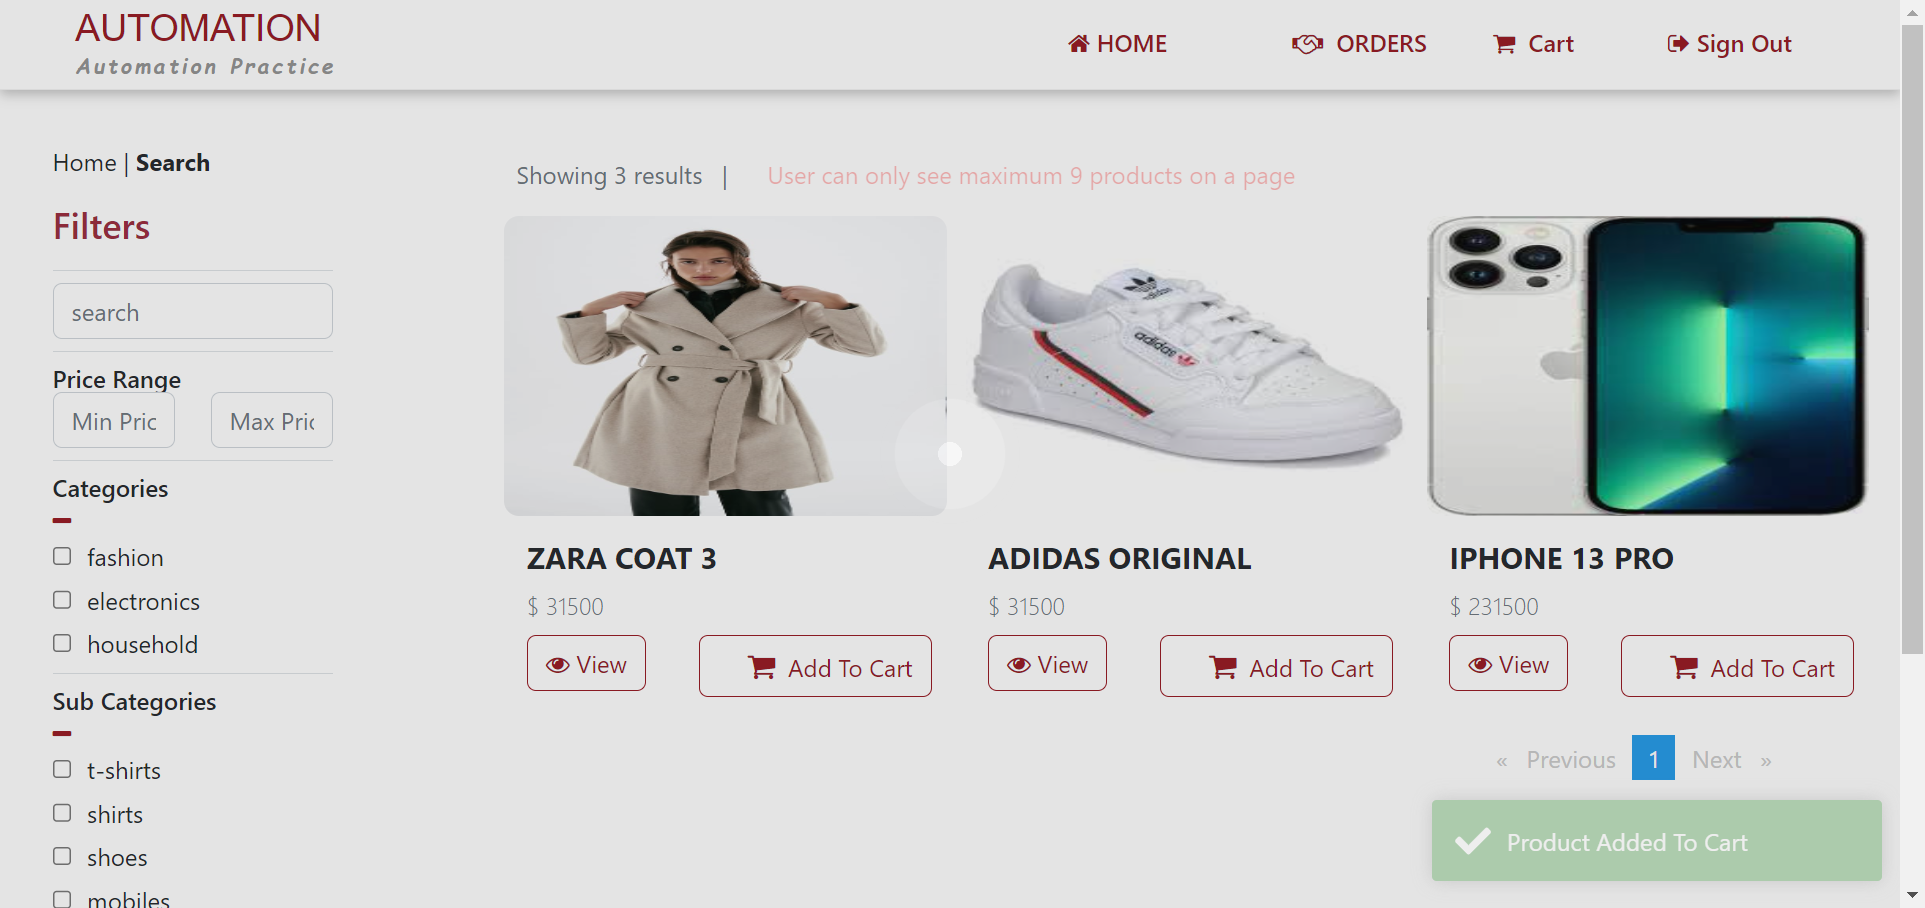 AUTOMATION
Automation Practice
HOME
ORDERS
Cart
Sign Out
Home | Search
Filters
search
Price Range
Min Pric
Max Pric
Categories
fashion
electronics
household
Sub Categories
t-shirts
shirts
shoes
mobiles
Showing 3 results |
User can only see maximum 9 products on a page
adidas
ZARA COAT 3
$ 31500
View
Add To Cart
ADIDAS ORIGINAL
$ 31500
View
Add To Cart
IPHONE 13 PRO
$ 231500
View
Add To Cart
« Previous 1 Next »
Product Added To Cart